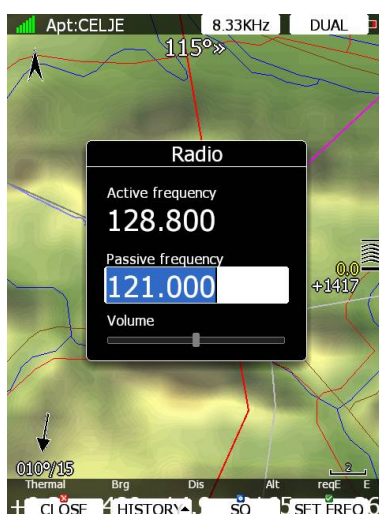 Apt:CELJE 8.33KHz DUAL
115°»
Radio
Active frequency
128.800
Passive frequency
121.000
0.0
+1417
Volume
010°/15
2
Thermal Brg Dis Alt reqE E
CLOSE HISTORY SQ SET FREQ